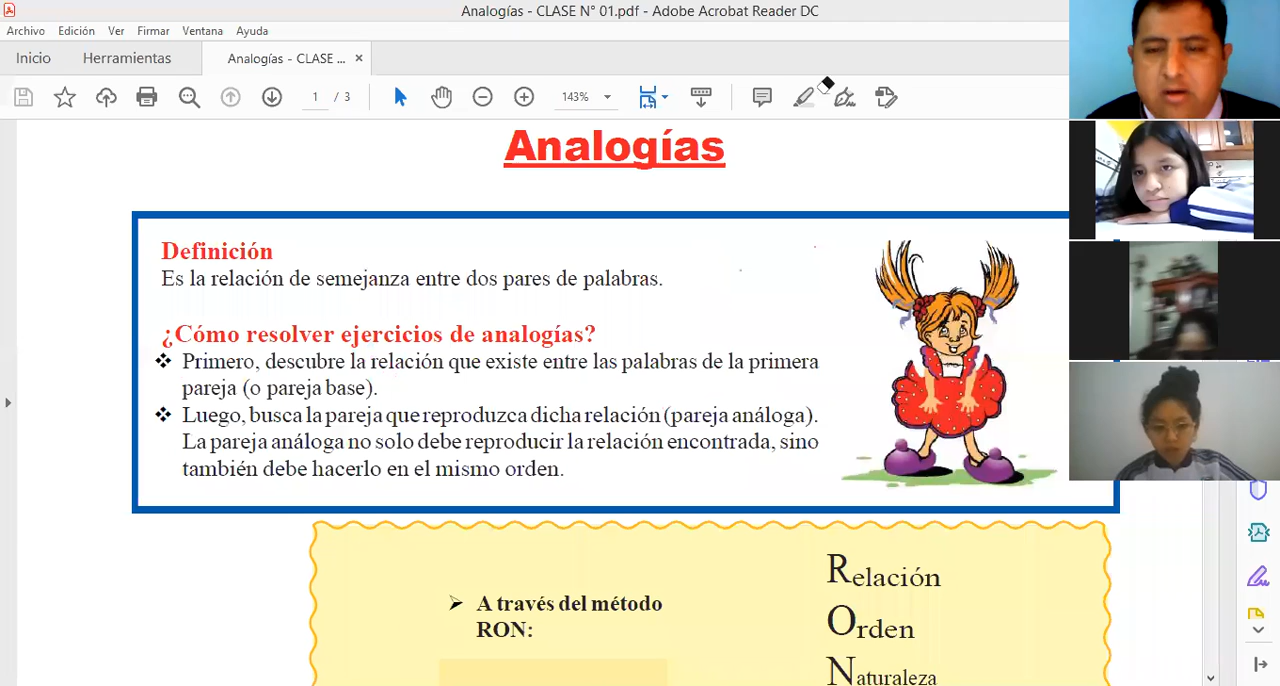 Analogías - CLASE N° 01.pdf - Adobe Acrobat Reader DC
Archivo Edición Ver Firmar Ventana Ayuda
Inicio Herramientas Analogías - CLASE ... ×
1 / 3 143%
Analogías
Definición
Es la relación de semejanza entre dos pares de palabras.
¿Cómo resolver ejercicios de analogías?
❖ Primero, descubre la relación que existe entre las palabras de la primera
pareja (o pareja base).
❖ Luego, busca la pareja que reproduzca dicha relación (pareja análoga).
La pareja análoga no solo debe reproducir la relación encontrada, sino
también debe hacerlo en el mismo orden.
➢ A través del método
RON:
Relación
Orden
Naturaleza